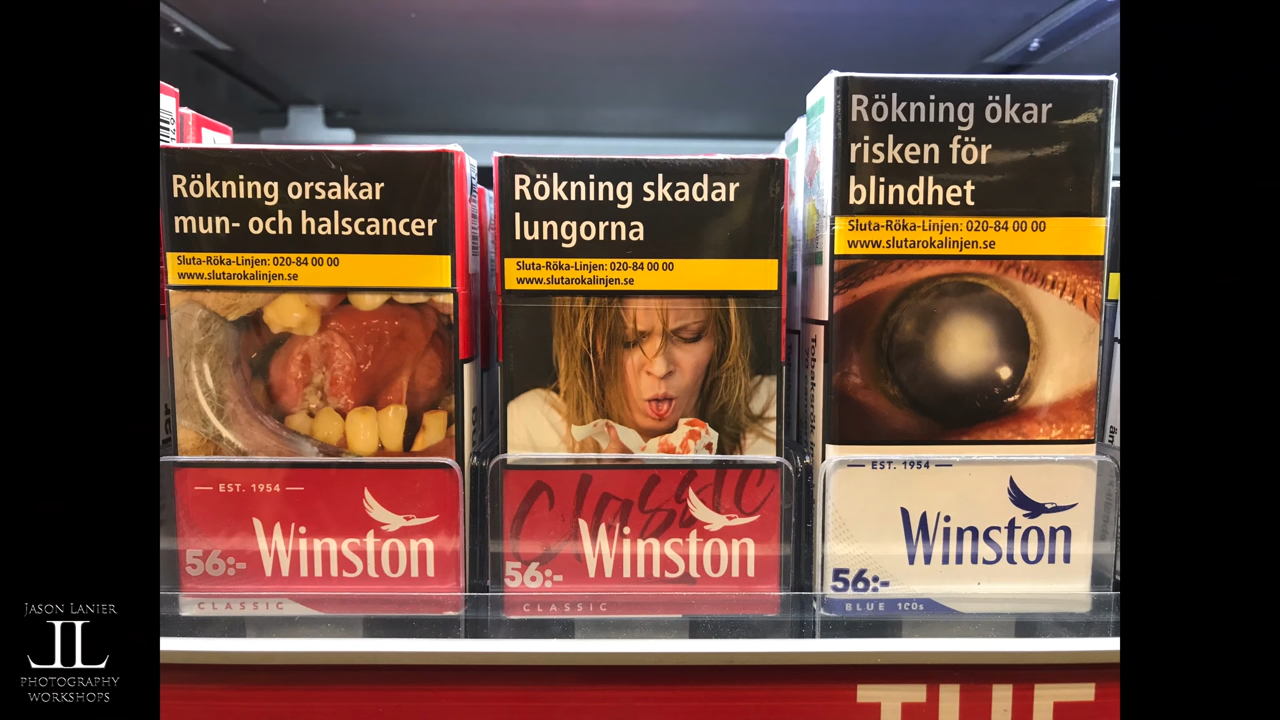 Rökning orsakar
mun- och halscancer
Sluta-Röka-Linjen: 020-84 00 00
www.slutarokalinjen.se
EST. 1954
Winston
56:-
CLASSIC
Rökning skadar
lungorna
Sluta-Röka-Linjen: 020-84 00 00
www.slutarokalinjen.se
Classic
Winston
56:-
CLASSIC
Rökning ökar
risken för
blindhet
Sluta-Röka-Linjen: 020-84 00 00
www.slutarokalinjen.se
EST. 1954
Winston
56:-
BLUE 100s
THE
JASON LANIER
JL
PHOTOGRAPHY
WORKSHOPS